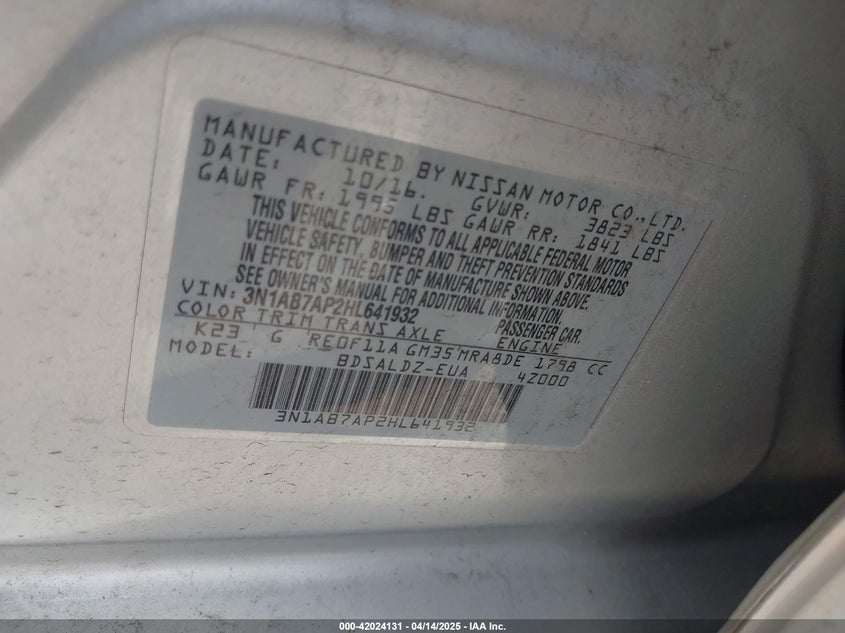 MANUFACTURED BY NISSAN MOTOR CO.,LTD.
DATE: 10/16. GVWR: 3823 LBS
GAWR FR: 1995 LBS GAWR RR: 1841 LBS
THIS VEHICLE CONFORMS TO ALL APPLICABLE FEDERAL MOTOR
VEHICLE SAFETY, BUMPER AND THEFT PREVENTION STANDARDS
IN EFFECT ON THE DATE OF MANUFACTURE SHOWN ABOVE.
SEE OWNER'S MANUAL FOR ADDITIONAL INFORMATION.
VIN: 3N1AB7AP2HL641932 PASSENGER CAR.
COLOR TRIM TRANS AXLE ENGINE
K23 G RE0F11A GM35 MRA8DE 1798 CC
MODEL: BDSALDZ-EUA 4Z000
3N1AB7AP2HL641932
000-42024131 - 04/14/2025 - IAA Inc.